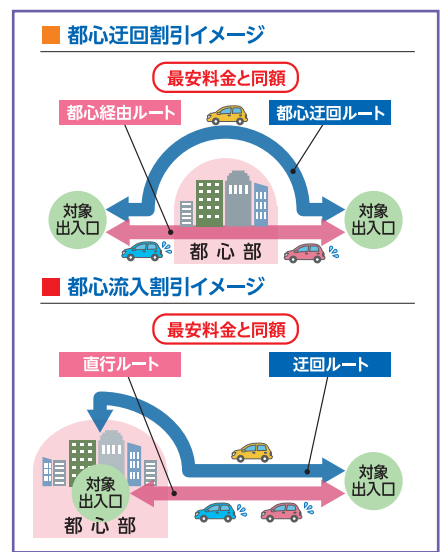 都心迂回割引イメージ
最安料金と同額
都心経由ルート
都心迂回ルート
対象
出入口
対象
出入口
都心部
都心流入割引イメージ
最安料金と同額
直行ルート
迂回ルート
対象
出入口
対象
出入口
都心部